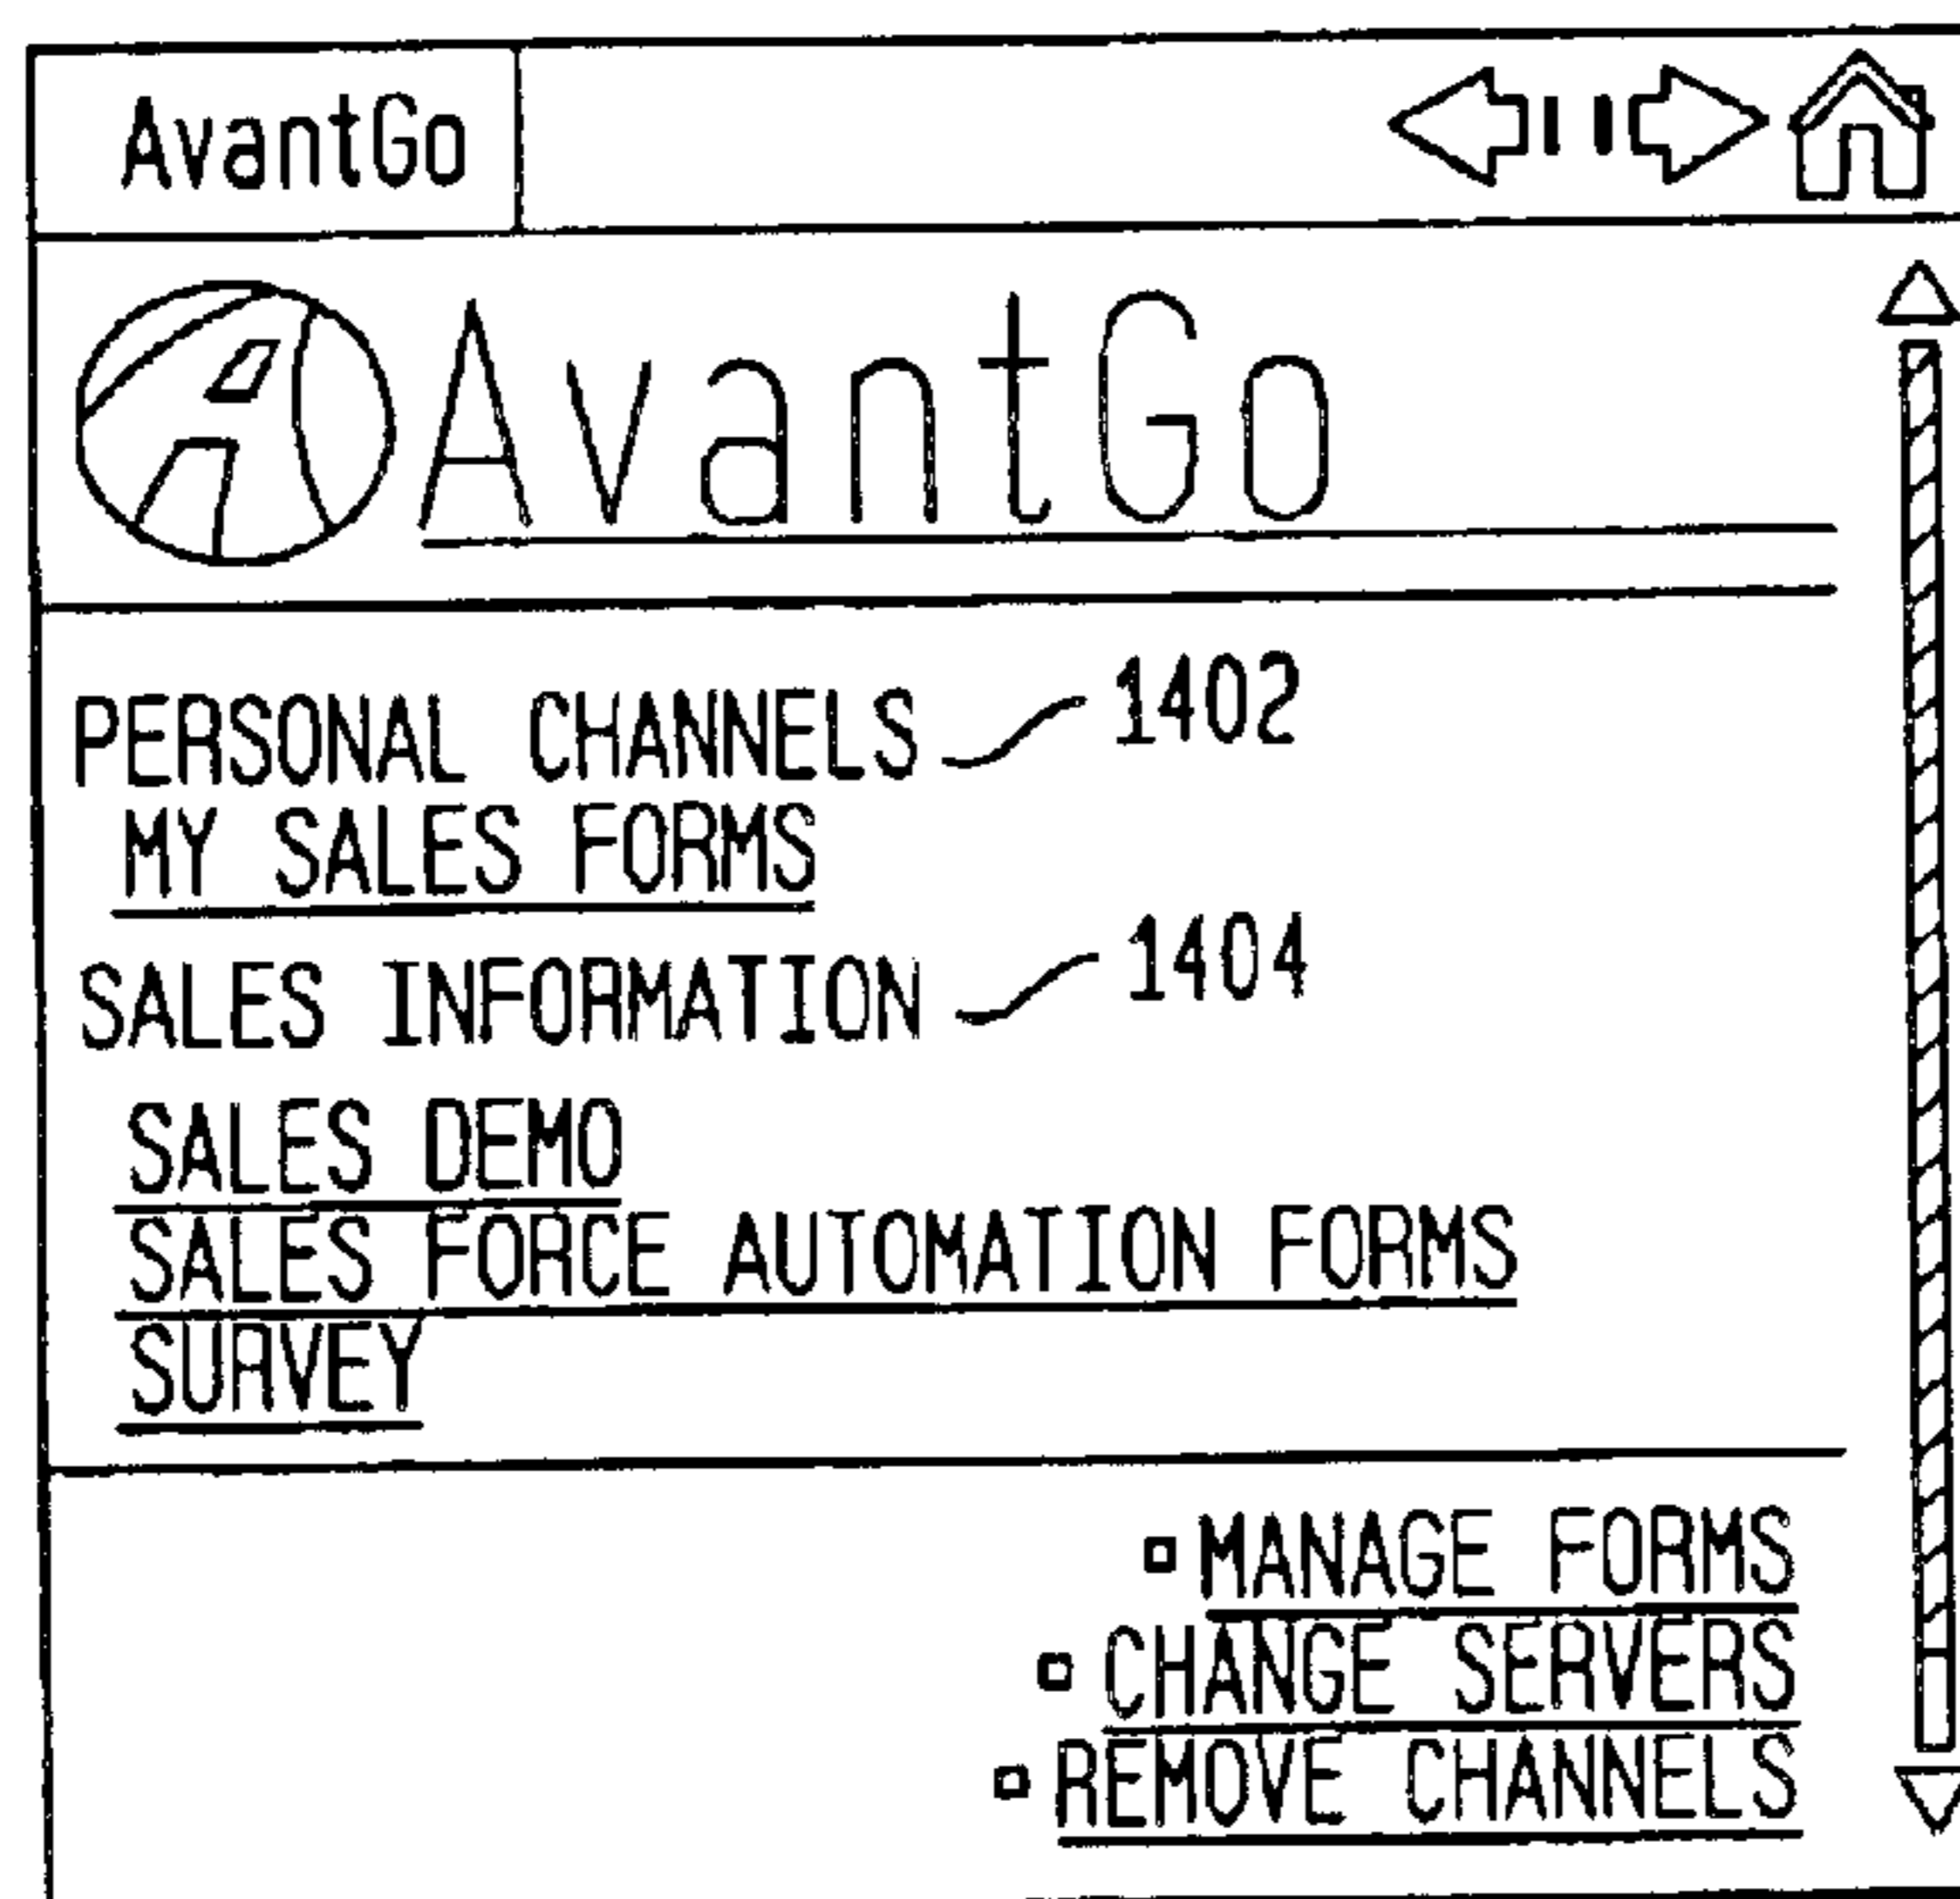 AvantGo
AvantGo
PERSONAL CHANNELS 1402
MY SALES FORMS
SALES INFORMATION 1404
SALES DEMO
SALES FORCE AUTOMATION FORMS
SURVEY
MANAGE FORMS
CHANGE SERVERS
REMOVE CHANNELS